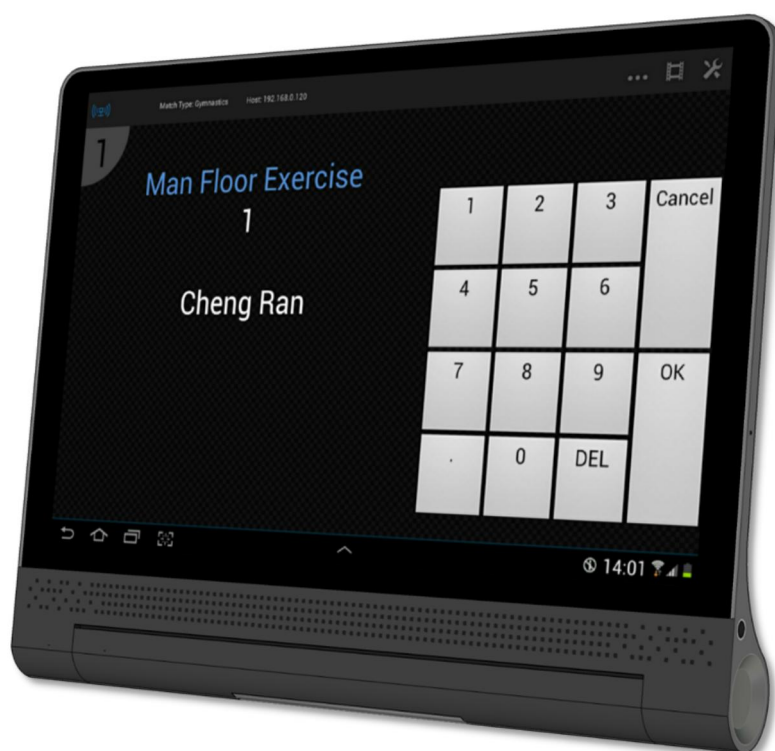 Match Type: Gymnastics Host: 192.168.0.120
1
Man Floor Exercise
1
Cheng Ran
1 2 3 Cancel
4 5 6
7 8 9 OK
. 0 DEL
14:01